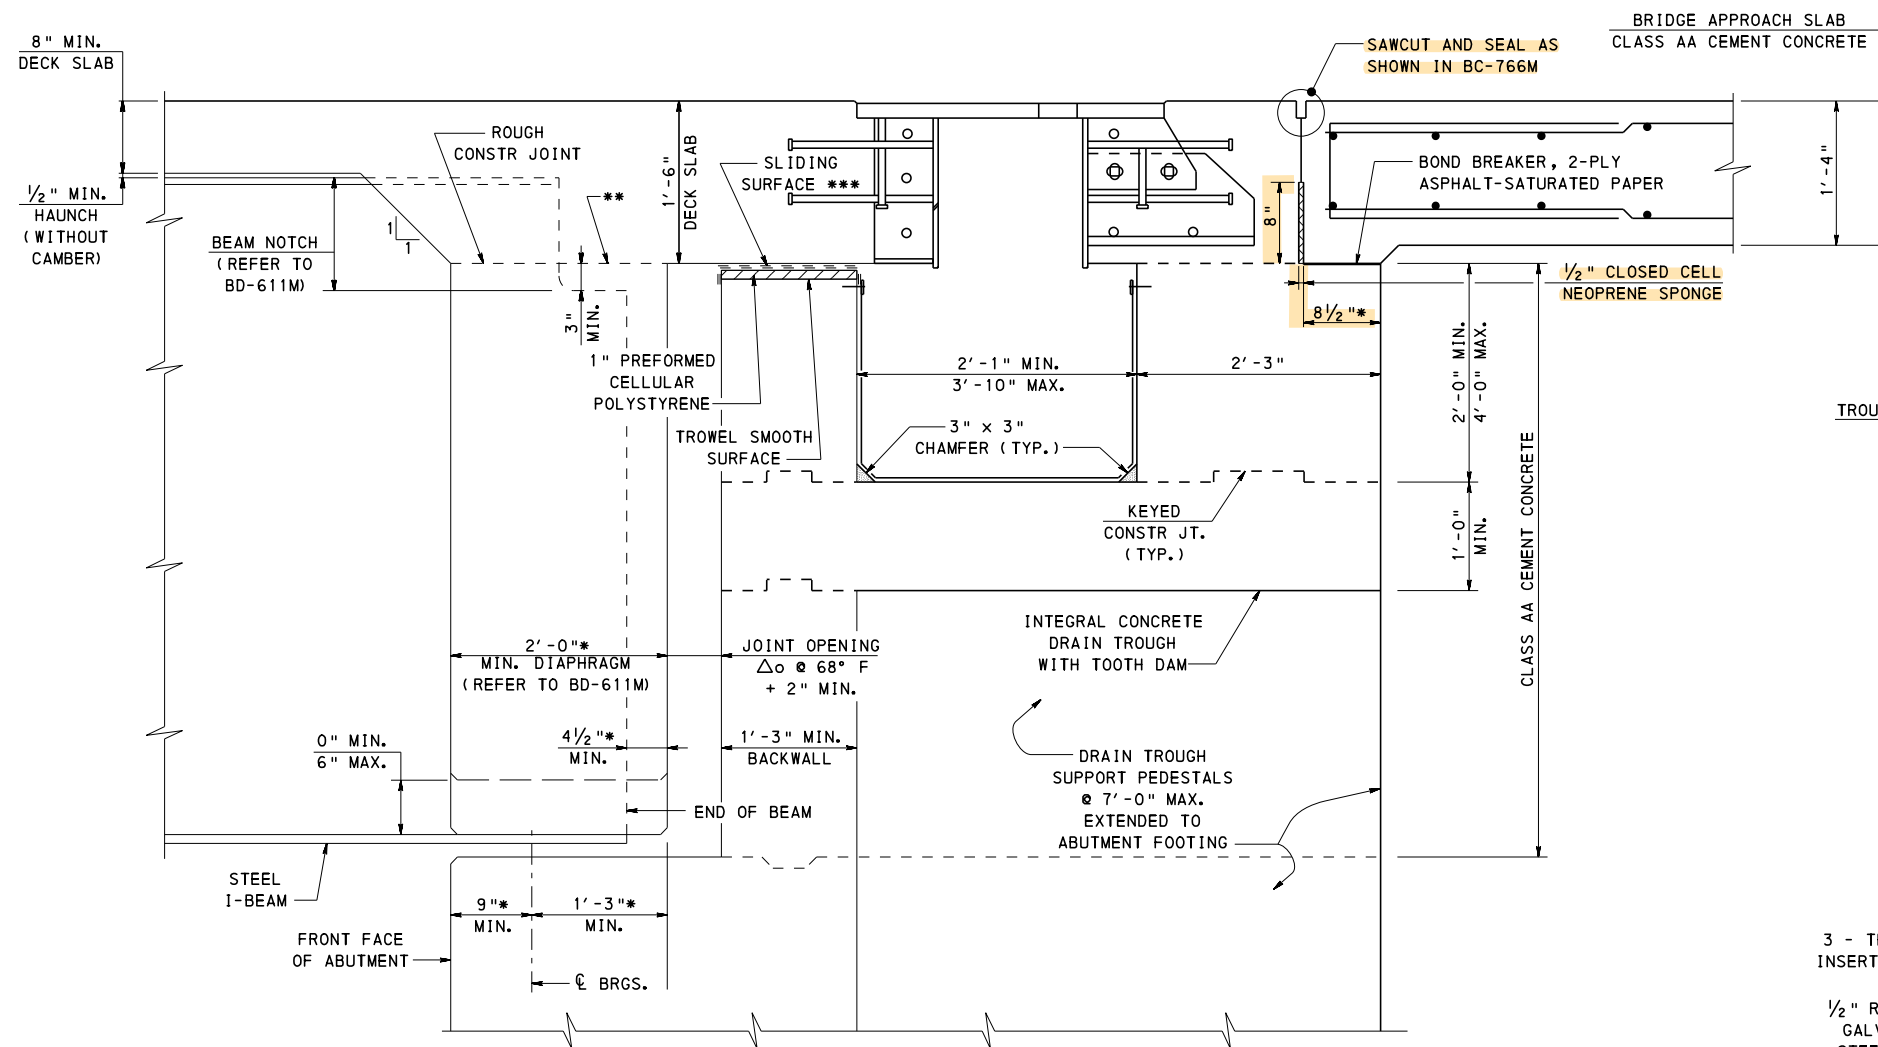 BRIDGE APPROACH SLAB
CLASS AA CEMENT CONCRETE
8" MIN.
DECK SLAB
SAWCUT AND SEAL AS
SHOWN IN BC-766M
ROUGH
CONSTR JOINT
1'-6"
DECK SLAB
SLIDING
SURFACE ***
BOND BREAKER, 2-PLY
ASPHALT-SATURATED PAPER
1'-4"
½" MIN.
HAUNCH
(WITHOUT
CAMBER)
**
1
1
BEAM NOTCH
(REFER TO
BD-611M)
8"
½" CLOSED CELL
NEOPRENE SPONGE
3"
MIN.
8½"*
1" PREFORMED
CELLULAR
POLYSTYRENE
2'-1" MIN.
3'-10" MAX.
2'-3"
2'-0" MIN.
4'-0" MAX.
TROU
TROWEL SMOOTH
SURFACE
3" x 3"
CHAMFER (TYP.)
KEYED
CONSTR JT.
(TYP.)
1'-0"
MIN.
CLASS AA CEMENT CONCRETE
2'-0"*
MIN. DIAPHRAGM
(REFER TO BD-611M)
JOINT OPENING
△o @ 68° F
+ 2" MIN.
INTEGRAL CONCRETE
DRAIN TROUGH
WITH TOOTH DAM
0" MIN.
6" MAX.
4½"*
MIN.
1'-3" MIN.
BACKWALL
DRAIN TROUGH
SUPPORT PEDESTALS
@ 7'-0" MAX.
EXTENDED TO
ABUTMENT FOOTING
END OF BEAM
STEEL
I-BEAM
9"*
MIN.
1'-3"*
MIN.
FRONT FACE
OF ABUTMENT
℄ BRGS.
3 - T
INSERT
½" R
GAL